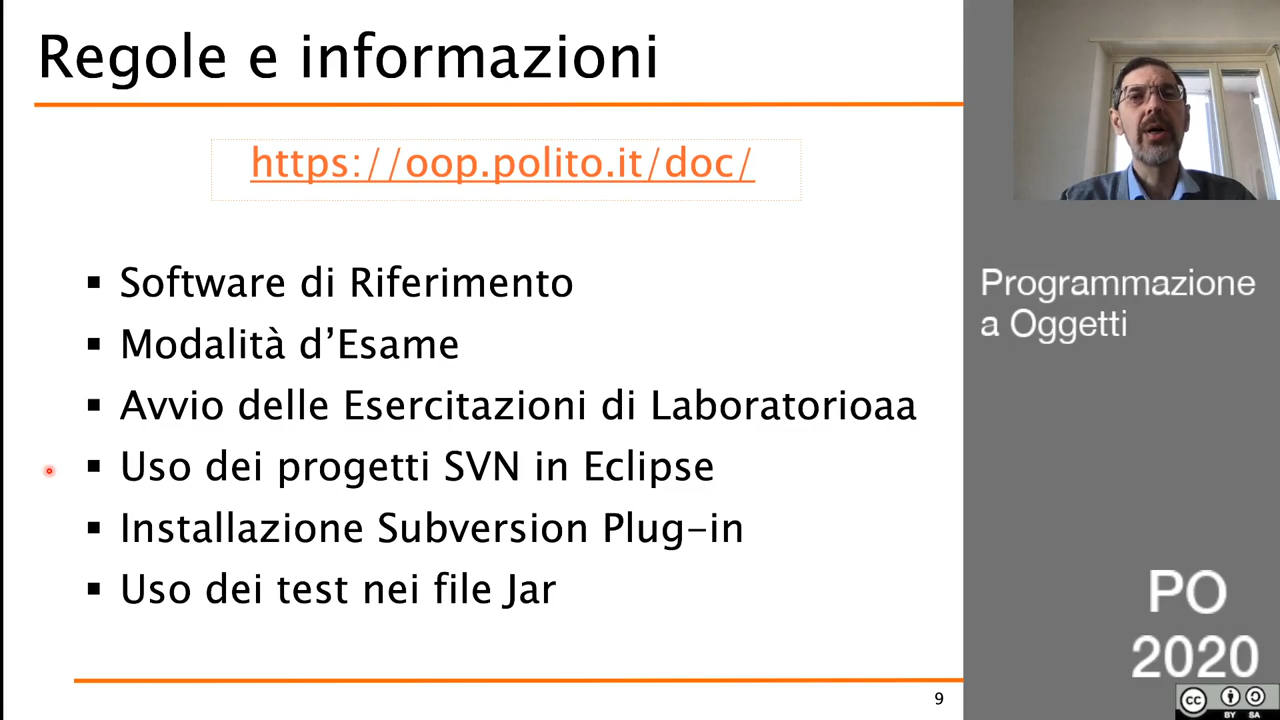 Regole e informazioni
https://oop.polito.it/doc/
Software di Riferimento
Modalità d’Esame
Avvio delle Esercitazioni di Laboratorioaa
Uso dei progetti SVN in Eclipse
Installazione Subversion Plug-in
Uso dei test nei file Jar
9
Programmazione
a Oggetti
PO
2020
cc
BY SA